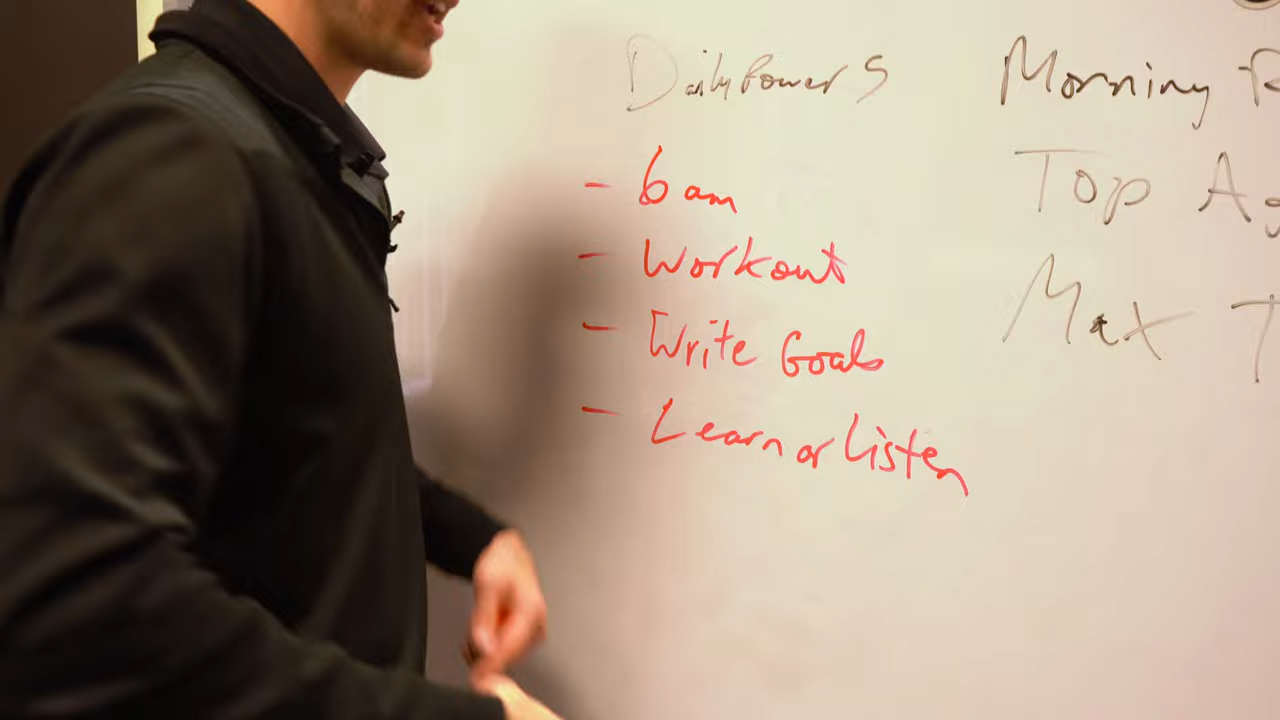 Daily Power 5
- 6 am
- Workout
- Write Goals
- Learn or Listen
Morning
Top
Max